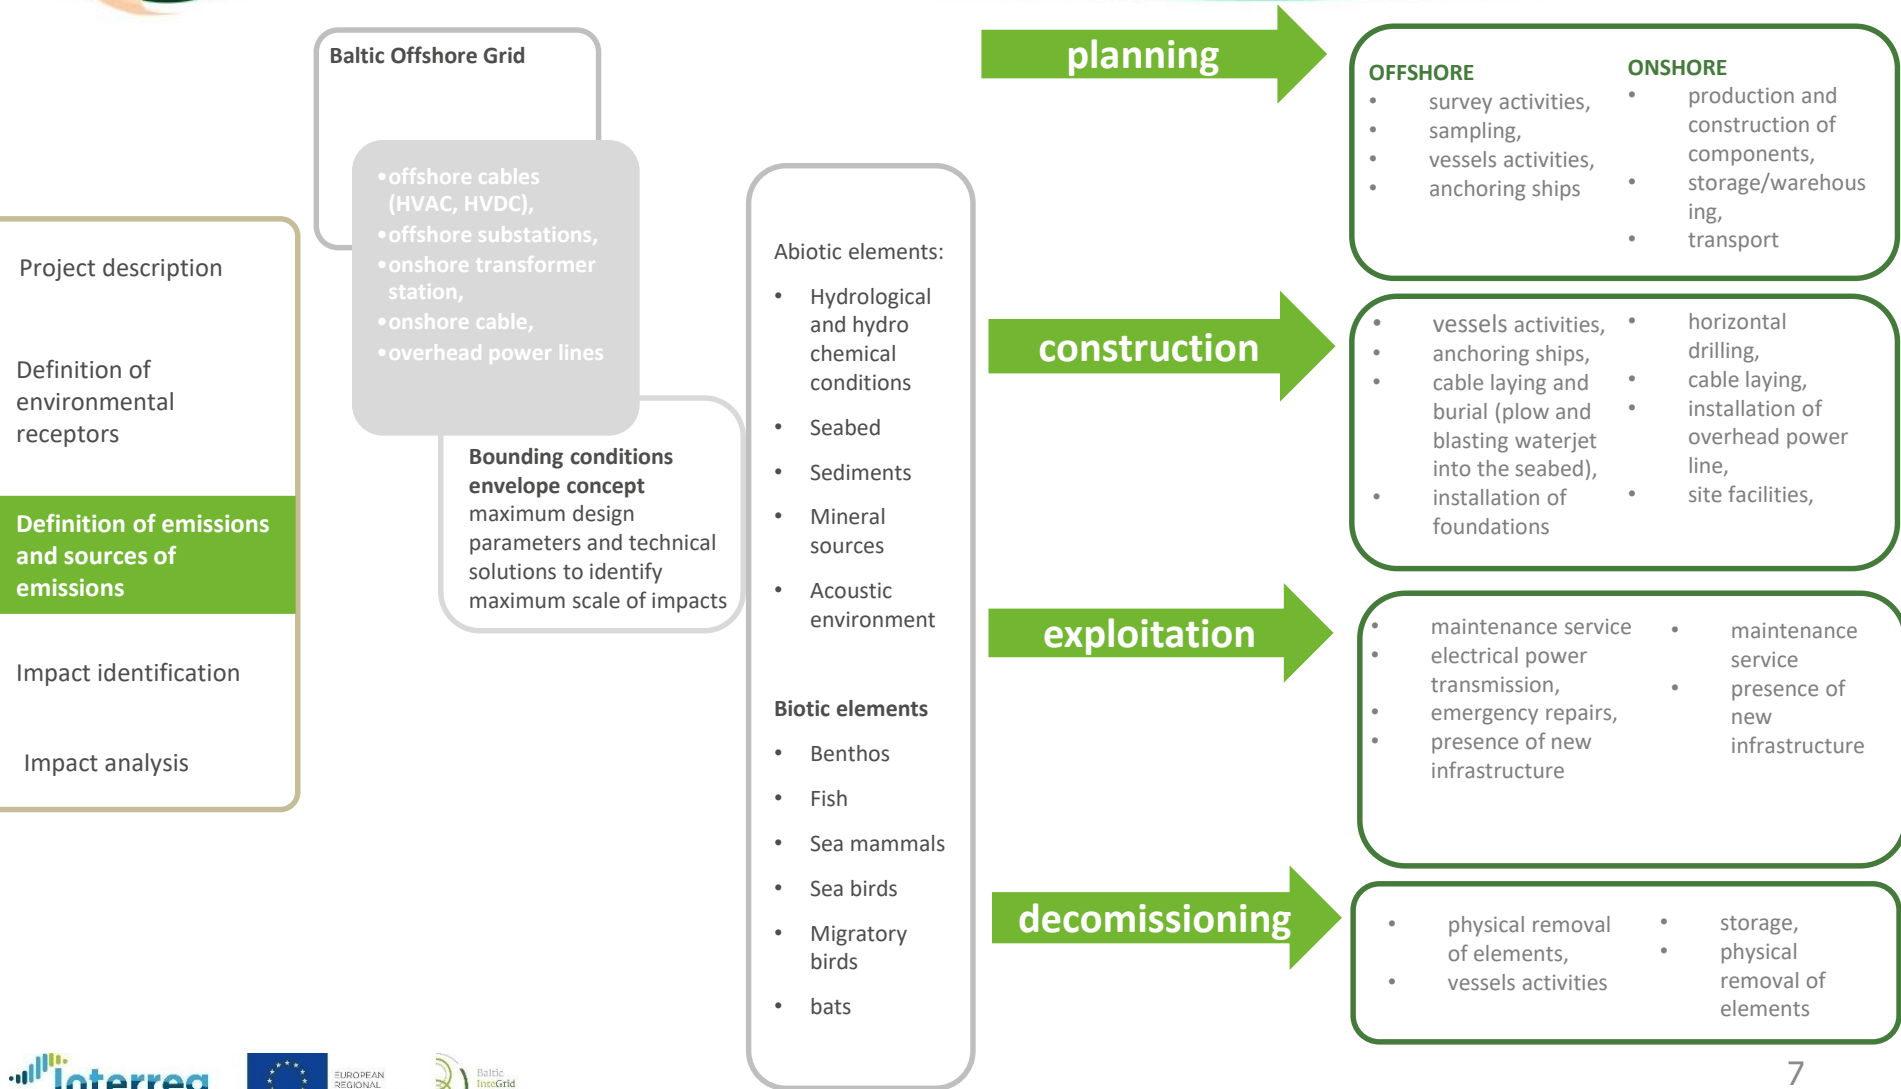 Project description
Definition of
environmental
receptors
Definition of emissions
and sources of
emissions
Impact identification
Impact analysis
Baltic Offshore Grid
•offshore cables
(HVAC, HVDC),
•offshore substations,
•onshore transformer
station,
•onshore cable,
•overhead power lines
Bounding conditions
envelope concept
maximum design
parameters and technical
solutions to identify
maximum scale of impacts
Abiotic elements:
• Hydrological
and hydro
chemical
conditions
• Seabed
• Sediments
• Mineral
sources
• Acoustic
environment
Biotic elements
• Benthos
• Fish
• Sea mammals
• Sea birds
• Migratory
birds
• bats
planning
OFFSHORE
• survey activities,
• sampling,
• vessels activities,
• anchoring ships
ONSHORE
• production and
construction of
components,
• storage/warehous
ing,
• transport
construction
• vessels activities,
• anchoring ships,
• cable laying and
burial (plow and
blasting waterjet
into the seabed),
• installation of
foundations
• horizontal
drilling,
• cable laying,
• installation of
overhead power
line,
• site facilities,
exploitation
• maintenance service
• electrical power
transmission,
• emergency repairs,
• presence of new
infrastructure
• maintenance
service
• presence of
new
infrastructure
decomissioning
• physical removal
of elements,
• vessels activities
• storage,
• physical
removal of
elements
Interreg
EUROPEAN
REGIONAL
Baltic
InteGrid
7